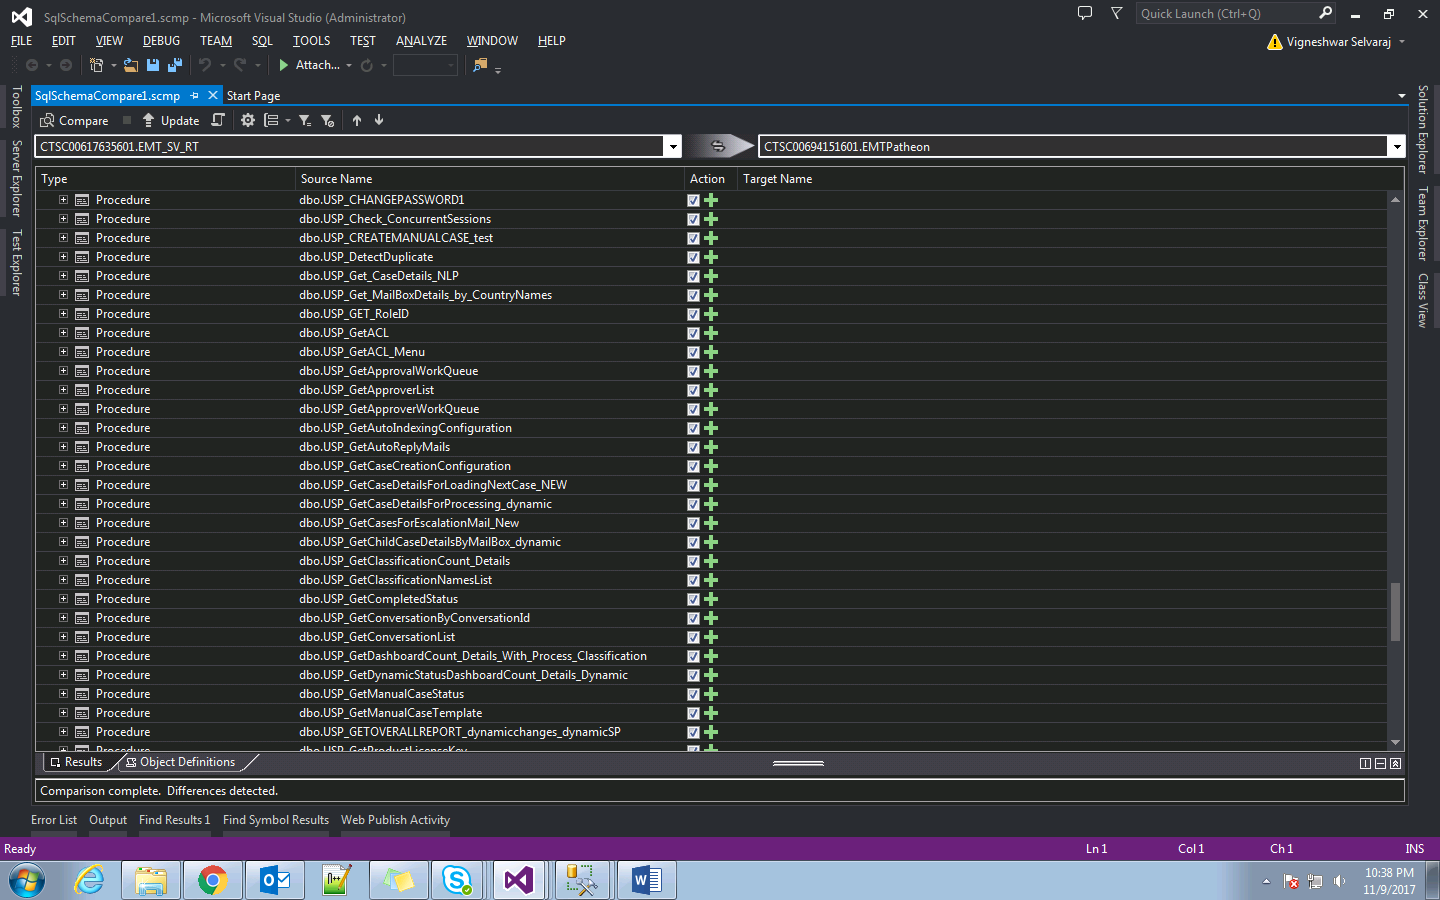 SqlSchemaCompare1.scmp - Microsoft Visual Studio (Administrator)
Quick Launch (Ctrl+Q)
FILE EDIT VIEW DEBUG TEAM SQL TOOLS TEST ANALYZE WINDOW HELP
Vigneshwar Selvaraj
Attach...
SqlSchemaCompare1.scmp Start Page
Compare Update
CTSC00617635601.EMT_SV_RT CTSC00694151601.EMTPatheon
Type Source Name Action Target Name
Procedure dbo.USP_CHANGEPASSWORD1
Procedure dbo.USP_Check_ConcurrentSessions
Procedure dbo.USP_CREATEMANUALCASE_test
Procedure dbo.USP_DetectDuplicate
Procedure dbo.USP_Get_CaseDetails_NLP
Procedure dbo.USP_Get_MailBoxDetails_by_CountryNames
Procedure dbo.USP_GET_RoleID
Procedure dbo.USP_GetACL
Procedure dbo.USP_GetACL_Menu
Procedure dbo.USP_GetApprovalWorkQueue
Procedure dbo.USP_GetApproverList
Procedure dbo.USP_GetApproverWorkQueue
Procedure dbo.USP_GetAutoIndexingConfiguration
Procedure dbo.USP_GetAutoReplyMails
Procedure dbo.USP_GetCaseCreationConfiguration
Procedure dbo.USP_GetCaseDetailsForLoadingNextCase_NEW
Procedure dbo.USP_GetCaseDetailsForProcessing_dynamic
Procedure dbo.USP_GetCasesForEscalationMail_New
Procedure dbo.USP_GetChildCaseDetailsByMailBox_dynamic
Procedure dbo.USP_GetClassificationCount_Details
Procedure dbo.USP_GetClassificationNamesList
Procedure dbo.USP_GetCompletedStatus
Procedure dbo.USP_GetConversationByConversationId
Procedure dbo.USP_GetConversationList
Procedure dbo.USP_GetDashboardCount_Details_With_Process_Classification
Procedure dbo.USP_GetDynamicStatusDashboardCount_Details_Dynamic
Procedure dbo.USP_GetManualCaseStatus
Procedure dbo.USP_GetManualCaseTemplate
Procedure dbo.USP_GETOVERALLREPORT_dynamicchanges_dynamicSP
Procedure dbo.USP_GetProductLicenseKey
Results Object Definitions
Comparison complete. Differences detected.
Error List Output Find Results 1 Find Symbol Results Web Publish Activity
Ready Ln 1 Col 1 Ch 1 INS
10:38 PM
11/9/2017
Toolbox
Server Explorer
Test Explorer
Solution Explorer
Team Explorer
Class View